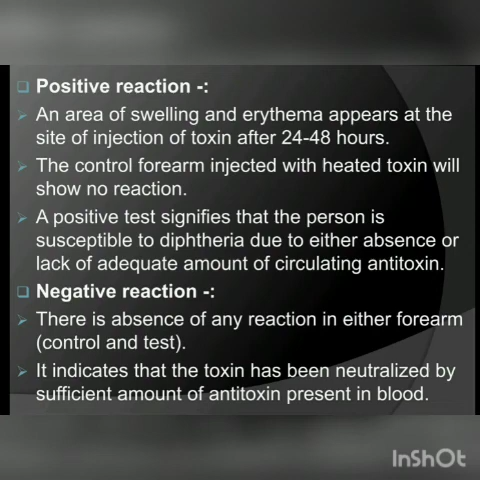 Positive reaction -:
An area of swelling and erythema appears at the
site of injection of toxin after 24-48 hours.
The control forearm injected with heated toxin will
show no reaction.
A positive test signifies that the person is
susceptible to diphtheria due to either absence or
lack of adequate amount of circulating antitoxin.
Negative reaction -:
There is absence of any reaction in either forearm
(control and test).
It indicates that the toxin has been neutralized by
sufficient amount of antitoxin present in blood.
InShOt